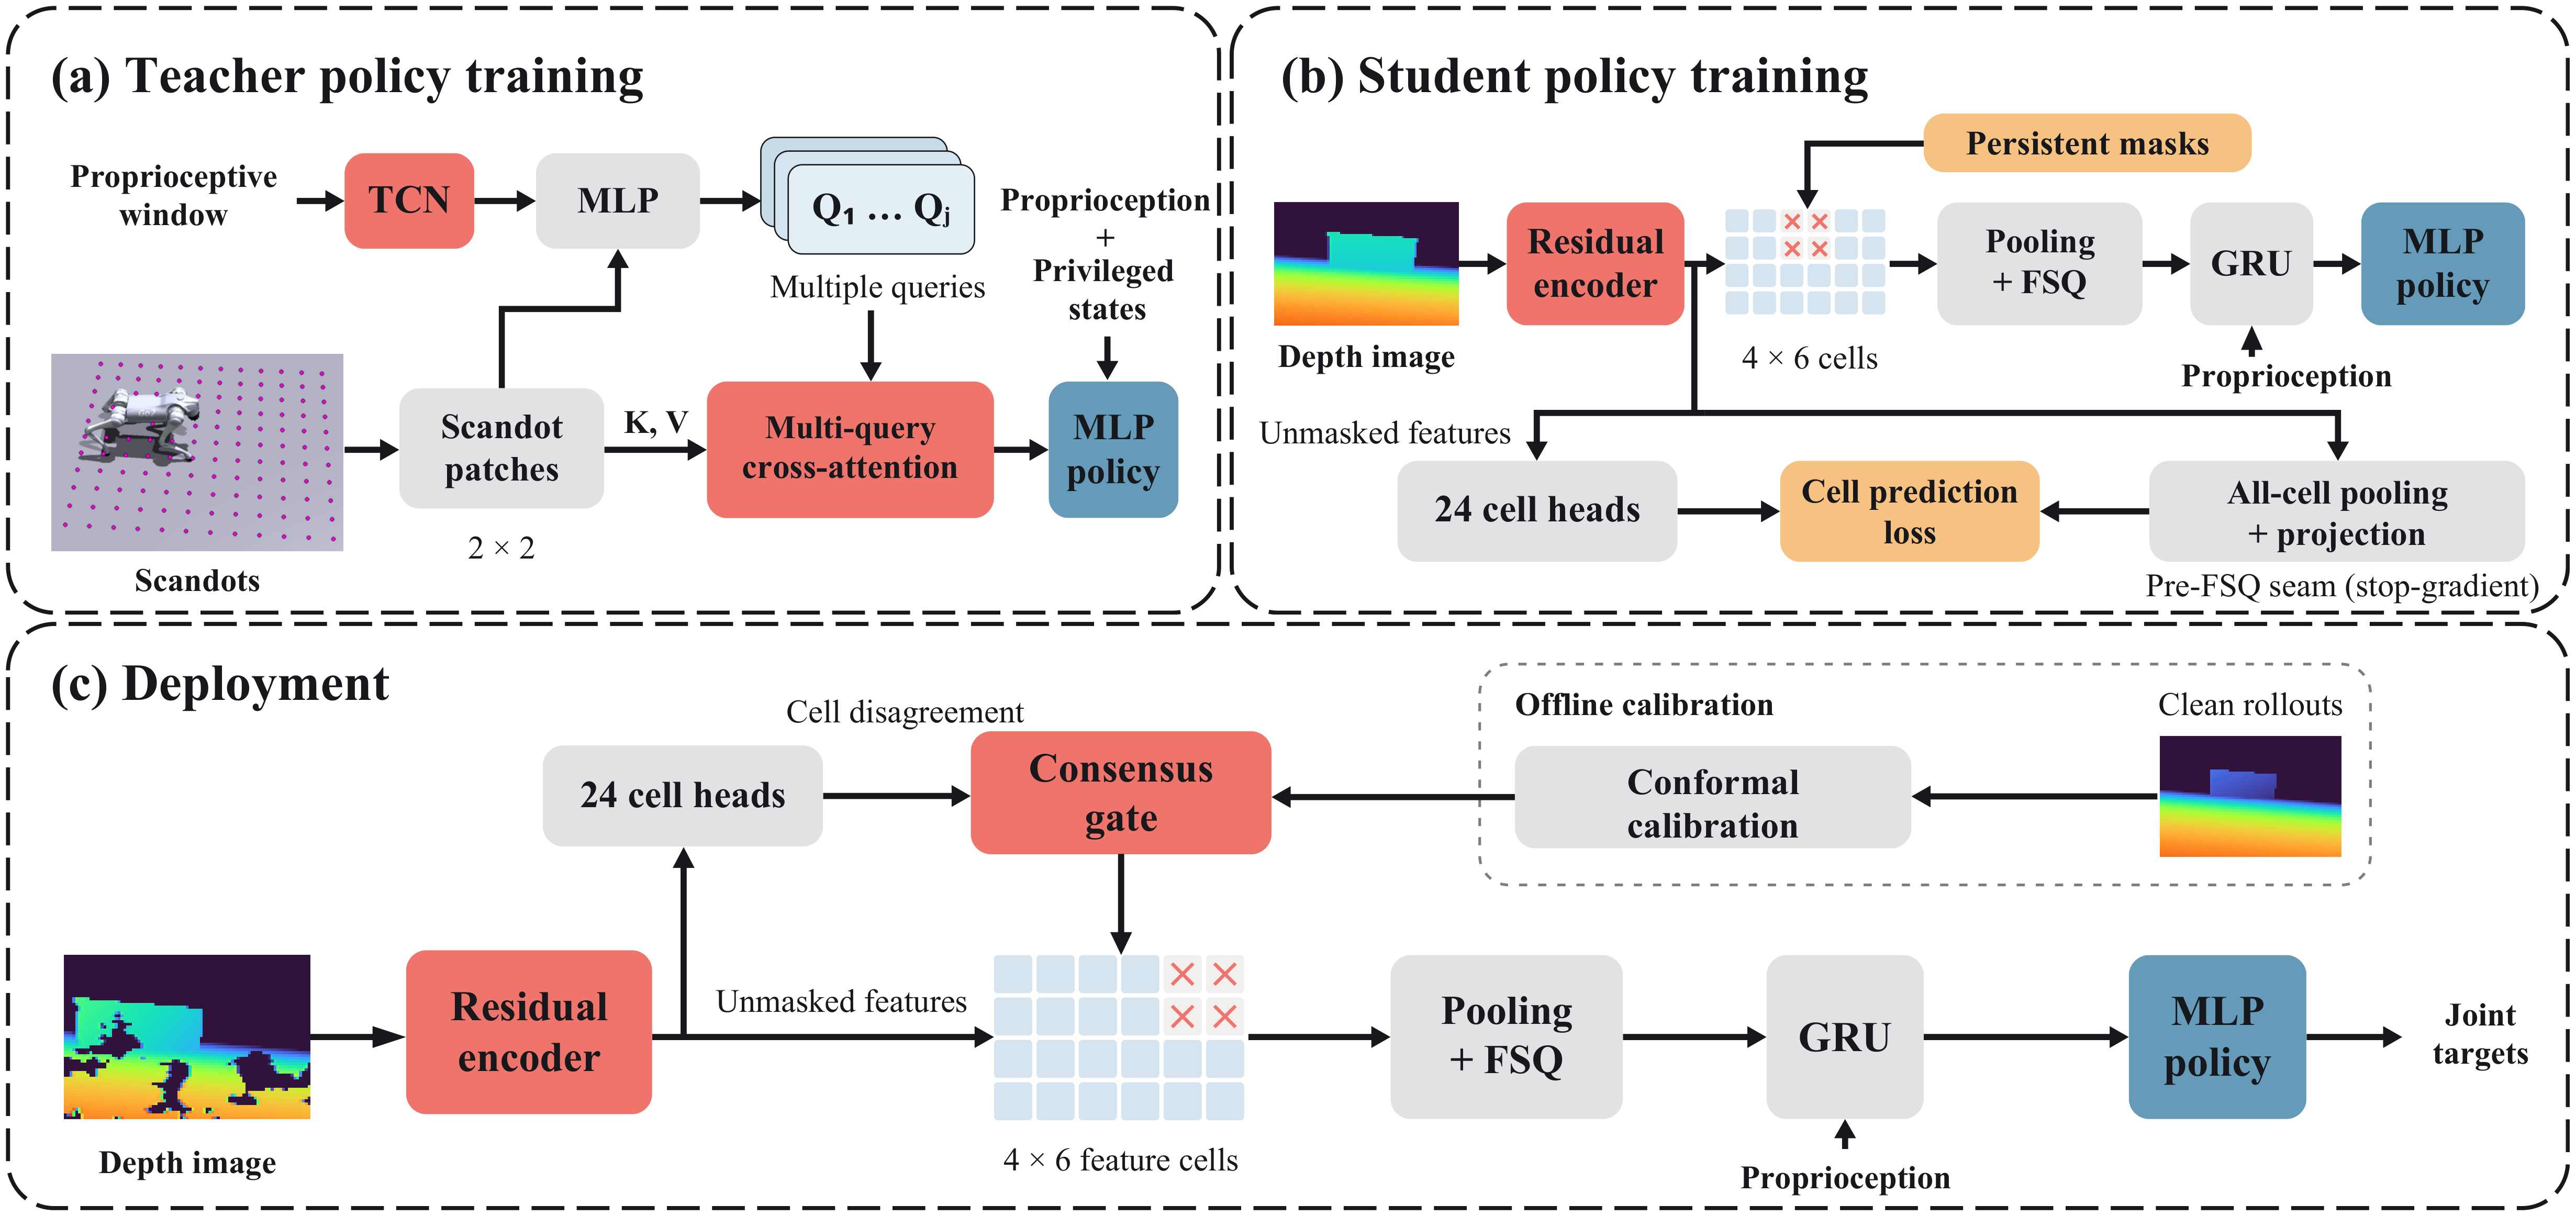 (a) Teacher policy training
Proprioceptive
window
TCN
MLP
Q₁ ... Qⱼ
Multiple queries
Proprioception
+
Privileged
states
Scandots
Scandot
patches
2 × 2
K, V
Multi-query
cross-attention
MLP
policy
(b) Student policy training
Persistent masks
Depth image
Residual
encoder
4 × 6 cells
Pooling
+ FSQ
GRU
MLP
policy
Proprioception
Unmasked features
24 cell heads
Cell prediction
loss
All-cell pooling
+ projection
Pre-FSQ seam (stop-gradient)
(c) Deployment
Cell disagreement
24 cell heads
Consensus
gate
Offline calibration
Conformal
calibration
Clean rollouts
Depth image
Residual
encoder
Unmasked features
4 × 6 feature cells
Pooling
+ FSQ
GRU
Proprioception
MLP
policy
Joint
targets